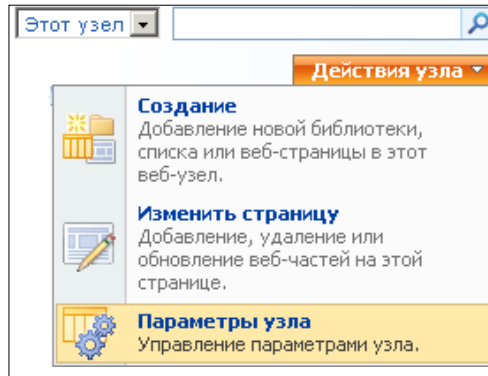 Этот узел
Действия узла
Создание
Добавление новой библиотеки,
списка или веб-страницы в этот
веб-узел.
Изменить страницу
Добавление, удаление или
обновление веб-частей на этой
странице.
Параметры узла
Управление параметрами узла.